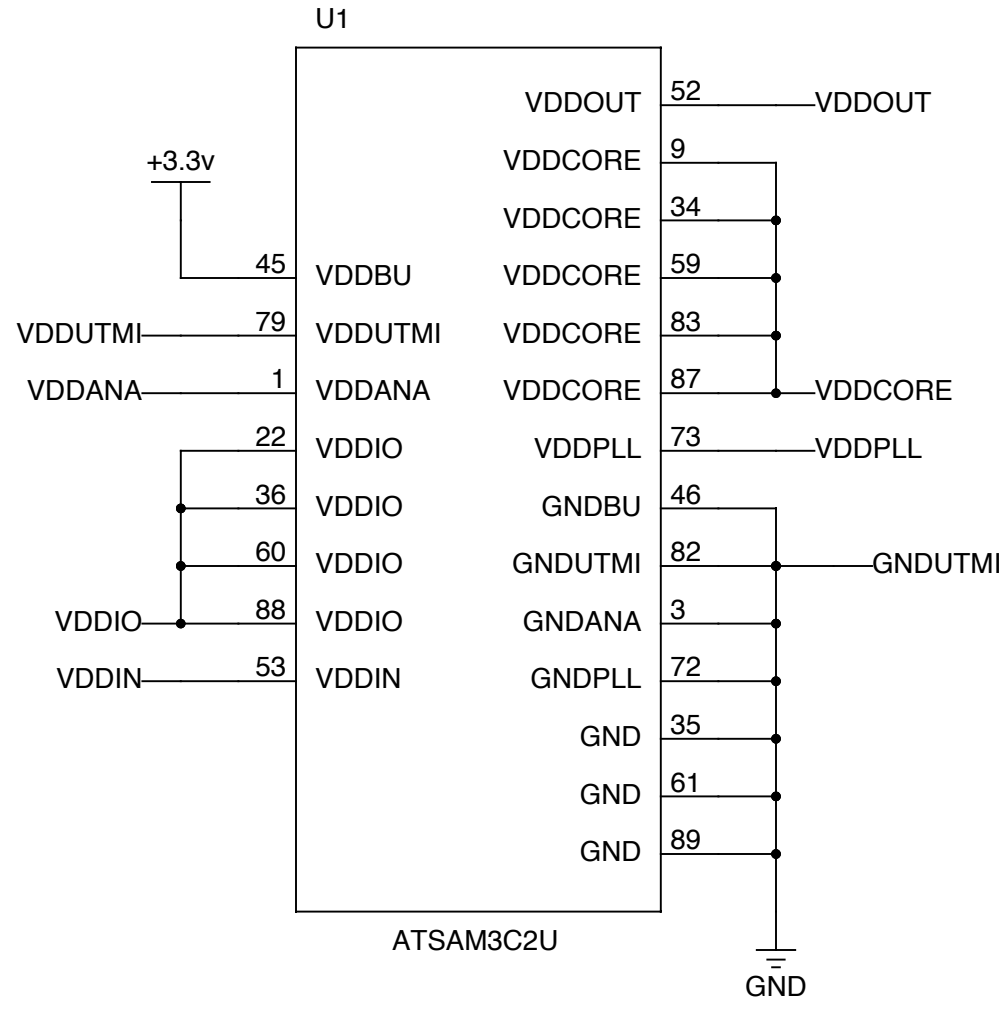 U1
VDDOUT 52 VDDOUT
+3.3v VDDCORE 9
VDDCORE 34
45 VDDBU VDDCORE 59
VDDUTMI 79 VDDUTMI VDDCORE 83
VDDANA 1 VDDANA VDDCORE 87 VDDCORE
22 VDDIO VDDPLL 73 VDDPLL
36 VDDIO GNDBU 46
60 VDDIO GNDUTMI 82 GNDUTMI
VDDIO 88 VDDIO GNDANA 3
VDDIN 53 VDDIN GNDPLL 72
GND 35
GND 61
GND 89
ATSAM3C2U
GND